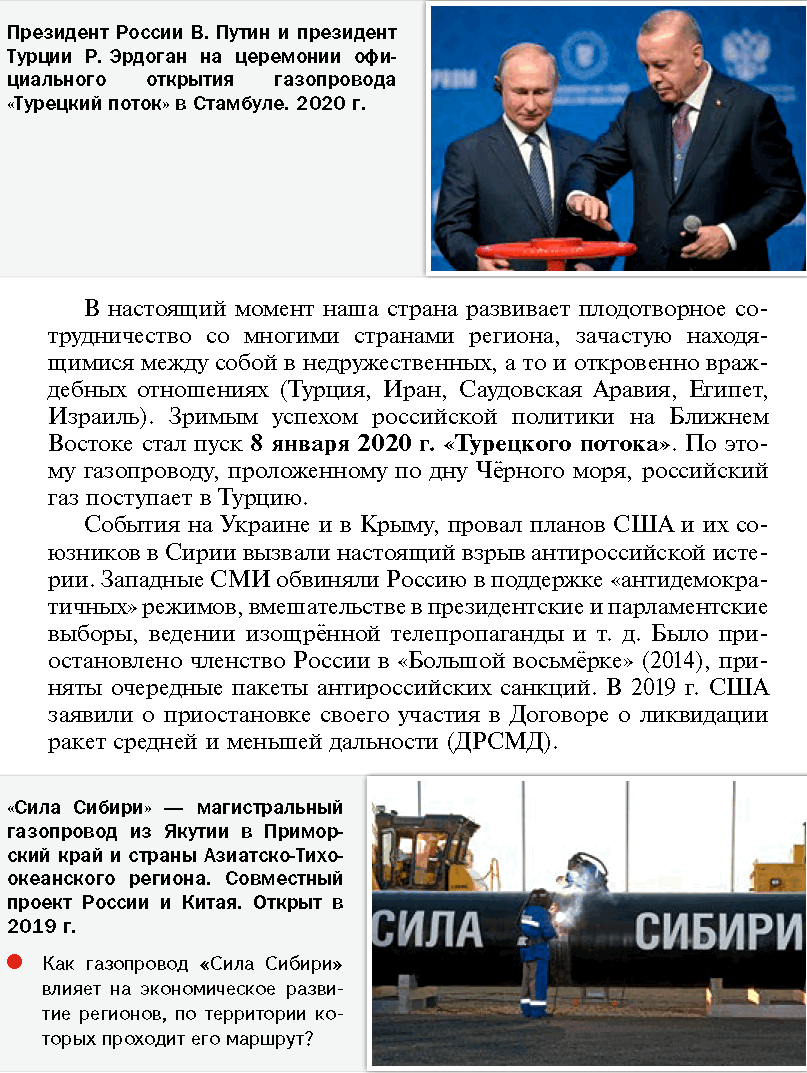 Президент России В. Путин и президент
Турции Р. Эрдоган на церемонии офи-
циального открытия газопровода
«Турецкий поток» в Стамбуле. 2020 г.
В настоящий момент наша страна развивает плодотворное со-
трудничество со многими странами региона, зачастую находя-
щимися между собой в недружественных, а то и откровенно враж-
дебных отношениях (Турция, Иран, Саудовская Аравия, Египет,
Израиль). Зримым успехом российской политики на Ближнем
Востоке стал пуск 8 января 2020 г. «Турецкого потока». По это-
му газопроводу, проложенному по дну Чёрного моря, российский
газ поступает в Турцию.
События на Украине и в Крыму, провал планов США и их со-
юзников в Сирии вызвали настоящий взрыв антироссийской исте-
рии. Западные СМИ обвиняли Россию в поддержке «антидемокра-
тичных» режимов, вмешательстве в президентские и парламентские
выборы, ведении изощрённой телепропаганды и т. д. Было при-
остановлено членство России в «Большой восьмёрке» (2014), при-
няты очередные пакеты антироссийских санкций. В 2019 г. США
заявили о приостановке своего участия в Договоре о ликвидации
ракет средней и меньшей дальности (ДРСМД).
«Сила Сибири» — магистральный
газопровод из Якутии в Примор-
ский край и страны Азиатско-Тихо-
океанского региона. Совместный
проект России и Китая. Открыт в
2019 г.
Как газопровод «Сила Сибири»
влияет на экономическое разви-
тие регионов, по территории ко-
торых проходит его маршрут?
СИЛА СИБИРИ